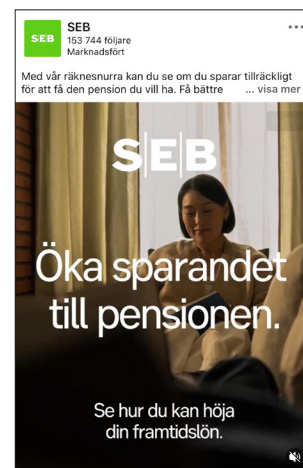 SEB
SEB
153 744 följare
Marknadsfört
Med vår räknesnurra kan du se om du sparar tillräckligt
för att få den pension du vill ha. Få bättre ... visa mer
SEB
Öka sparandet
till pensionen.
Se hur du kan höja
din framtidslön.